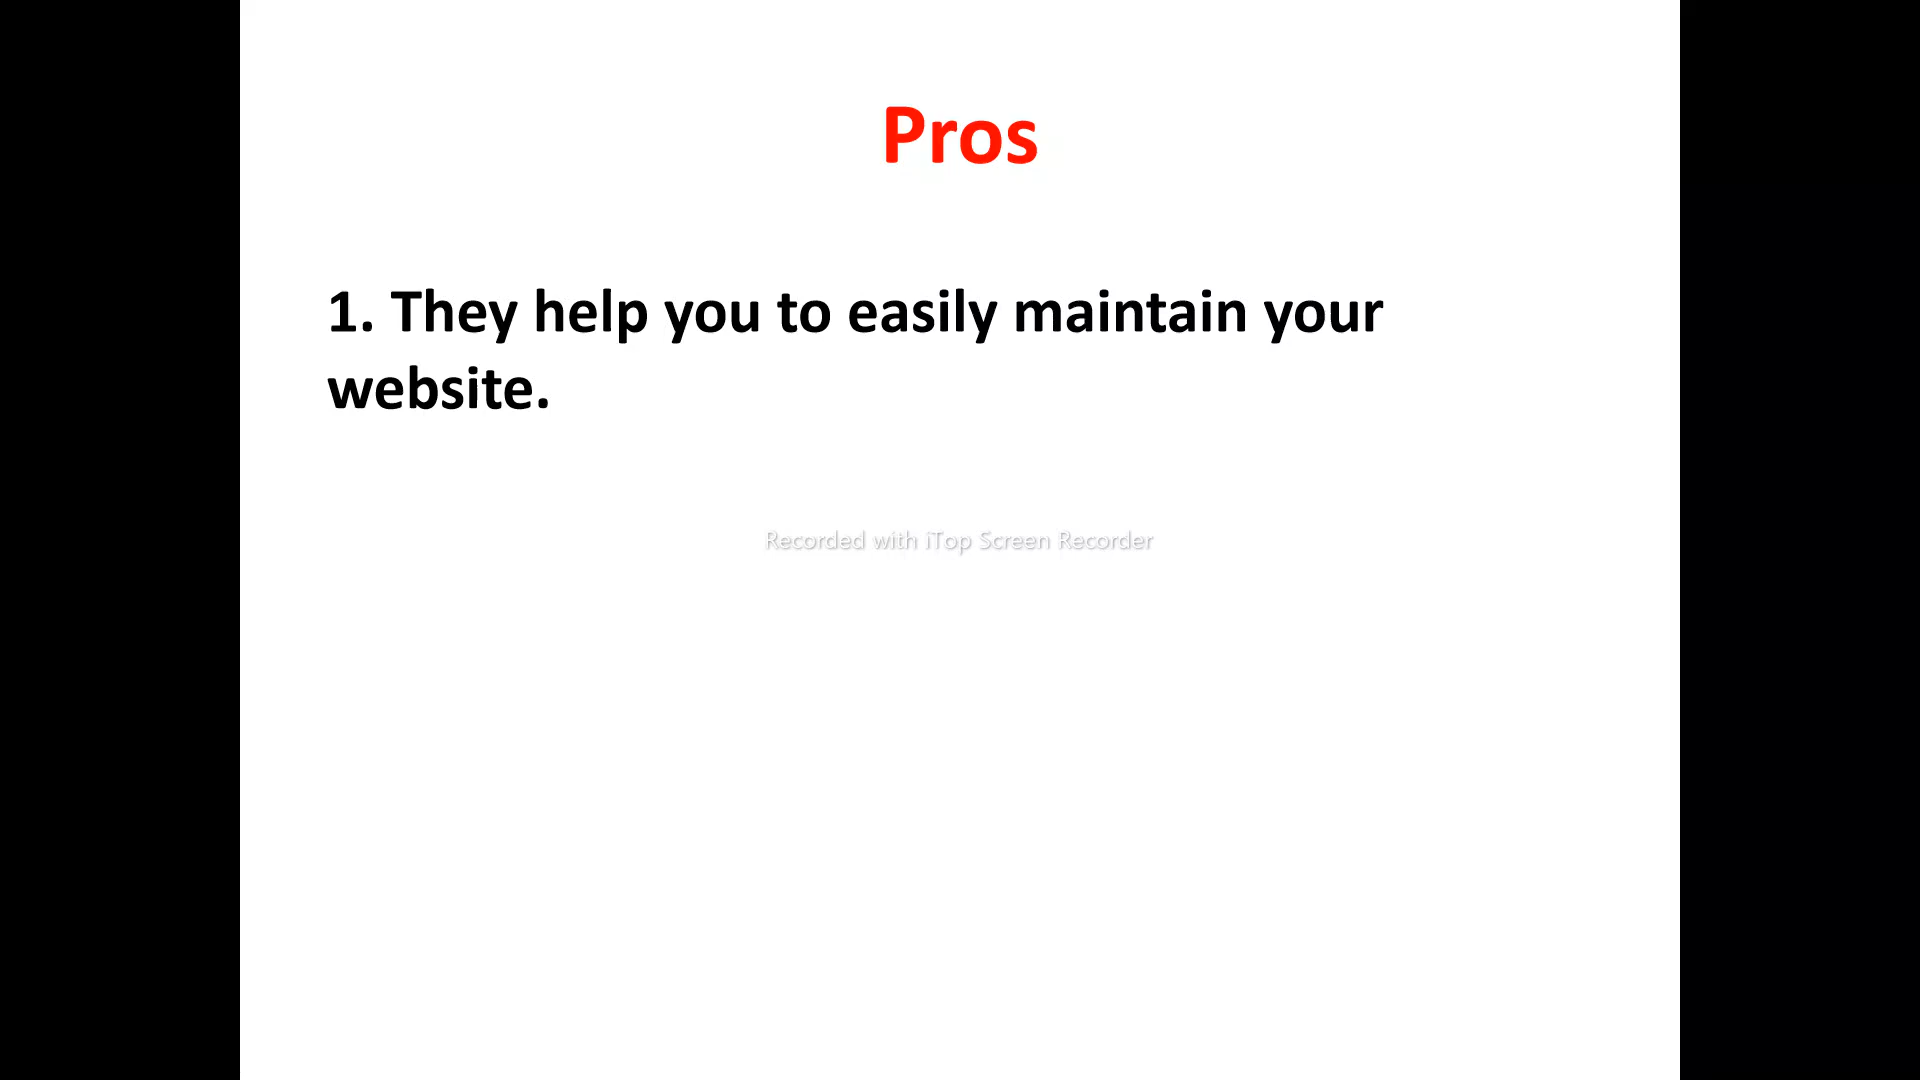 Pros
1. They help you to easily maintain your
website.
Recorded with iTop Screen Recorder